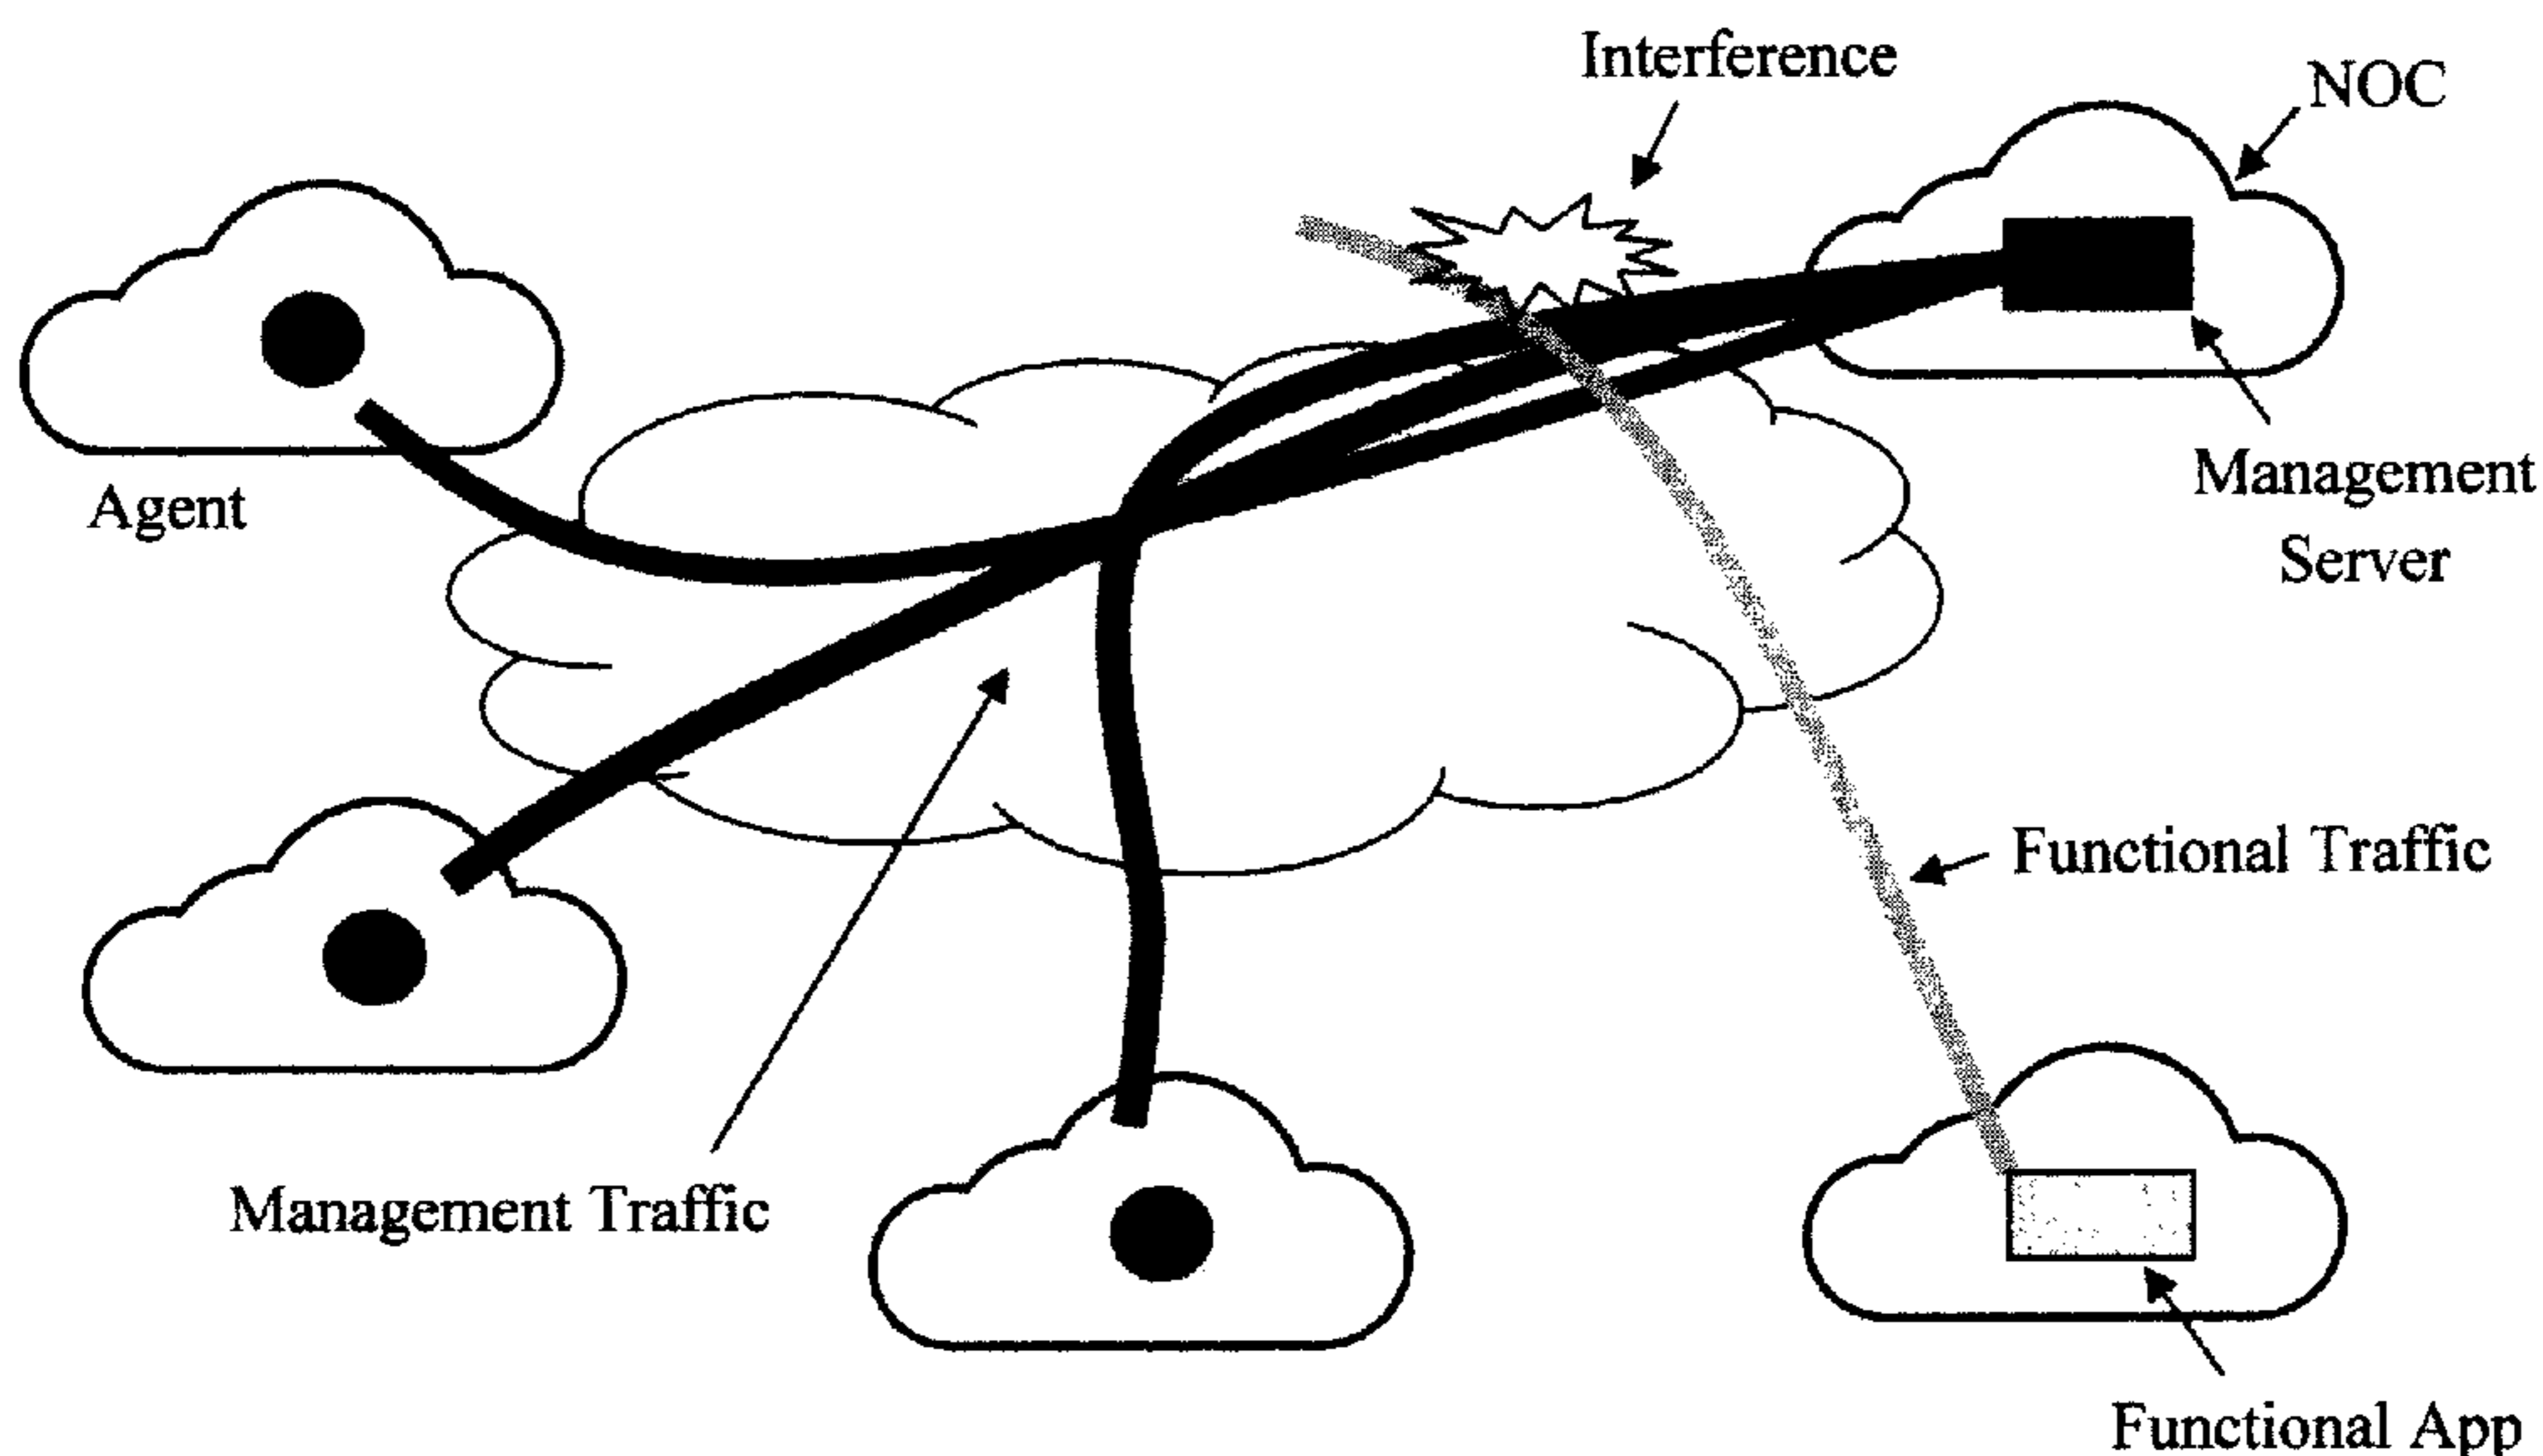 Interference
NOC
Agent
Management
Server
Functional Traffic
Management Traffic
Functional App